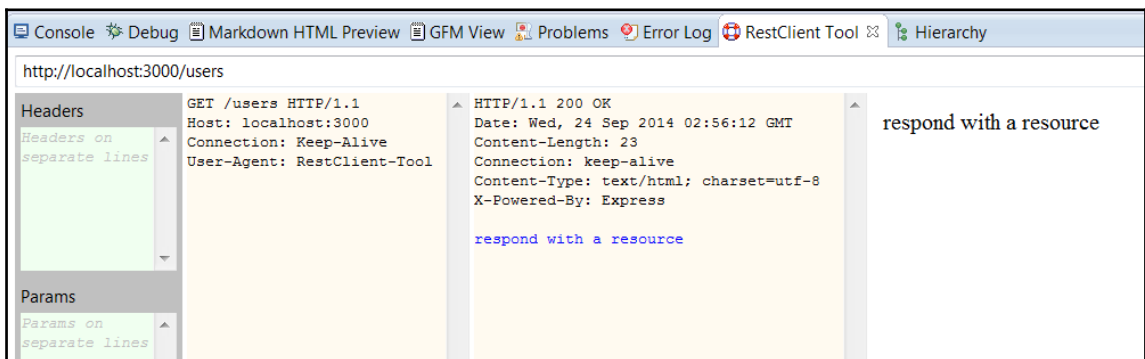 Console Debug Markdown HTML Preview GFM View Problems Error Log RestClient Tool Hierarchy
http://localhost:3000/users
Headers
Headers on
separate lines
Params
Params on
separate lines
GET /users HTTP/1.1
Host: localhost:3000
Connection: Keep-Alive
User-Agent: RestClient-Tool
HTTP/1.1 200 OK
Date: Wed, 24 Sep 2014 02:56:12 GMT
Content-Length: 23
Connection: keep-alive
Content-Type: text/html; charset=utf-8
X-Powered-By: Express
respond with a resource
respond with a resource